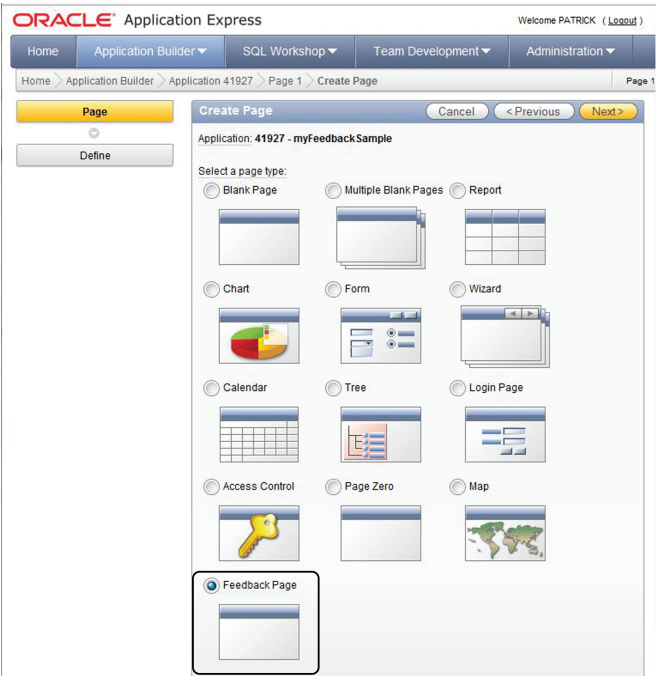 ORACLE Application Express
Welcome PATRICK ( Logout )
Home Application Builder SQL Workshop Team Development Administration
Home Application Builder Application 41927 Page 1 Create Page Page 1
Page
Define
Create Page Cancel < Previous Next >
Application: 41927 - myFeedbackSample
Select a page type:
Blank Page Multiple Blank Pages Report
Chart Form Wizard
Calendar Tree Login Page
Access Control Page Zero Map
Feedback Page